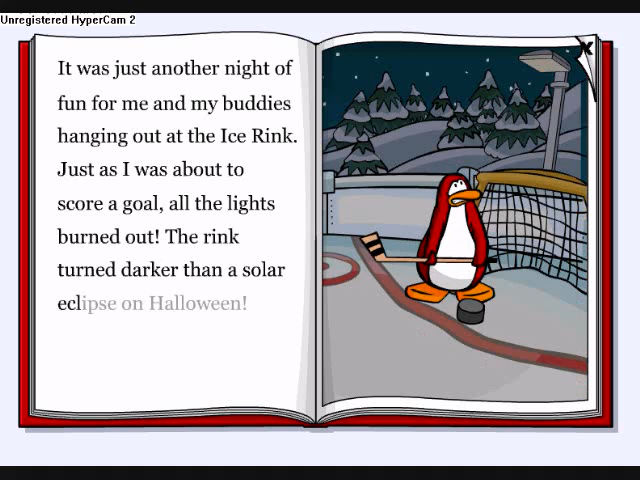 Unregistered HyperCam 2
It was just another night of
fun for me and my buddies
hanging out at the Ice Rink.
Just as I was about to
score a goal, all the lights
burned out! The rink
turned darker than a solar
eclipse on Halloween!
X